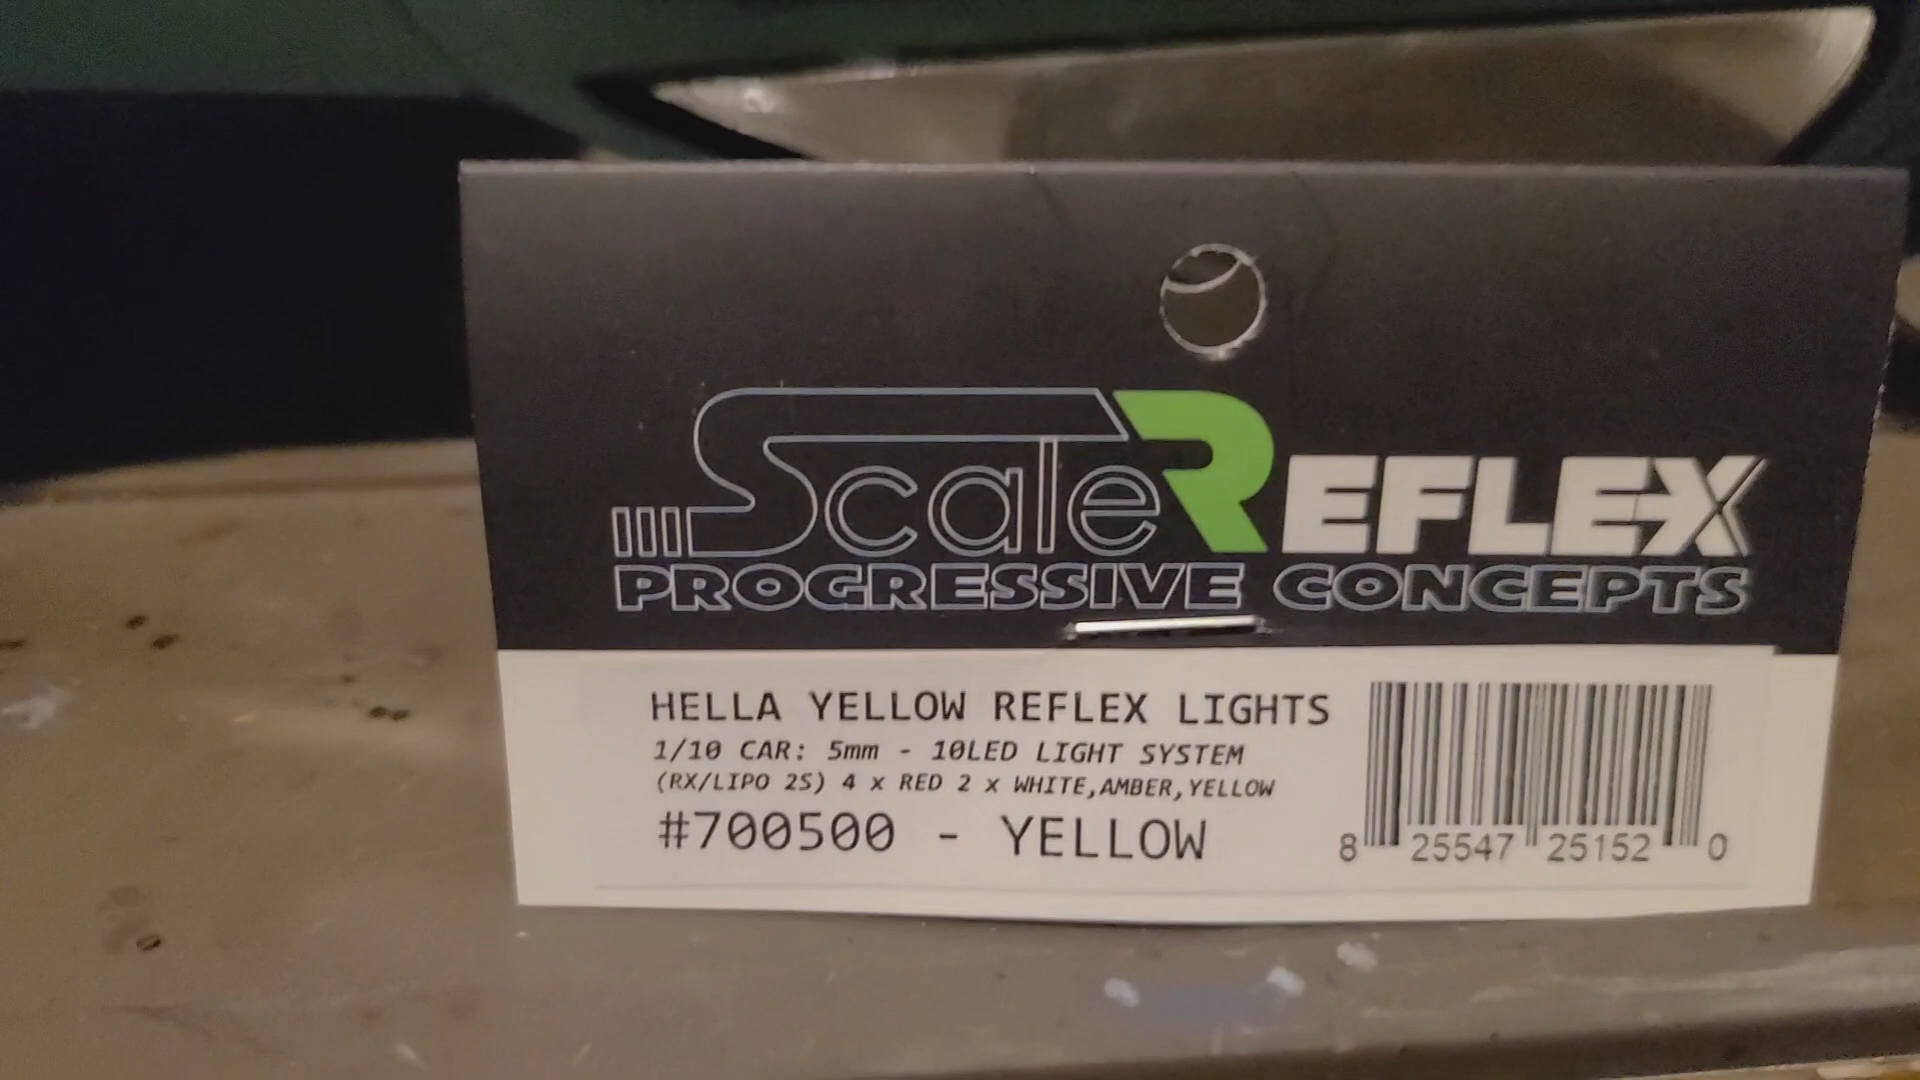 ScaleREFLEX
PROGRESSIVE CONCEPTS
HELLA YELLOW REFLEX LIGHTS
1/10 CAR: 5mm - 10LED LIGHT SYSTEM
(RX/LIPO 2S) 4 x RED 2 x WHITE,AMBER,YELLOW
#700500 - YELLOW
8 25547 25152 0